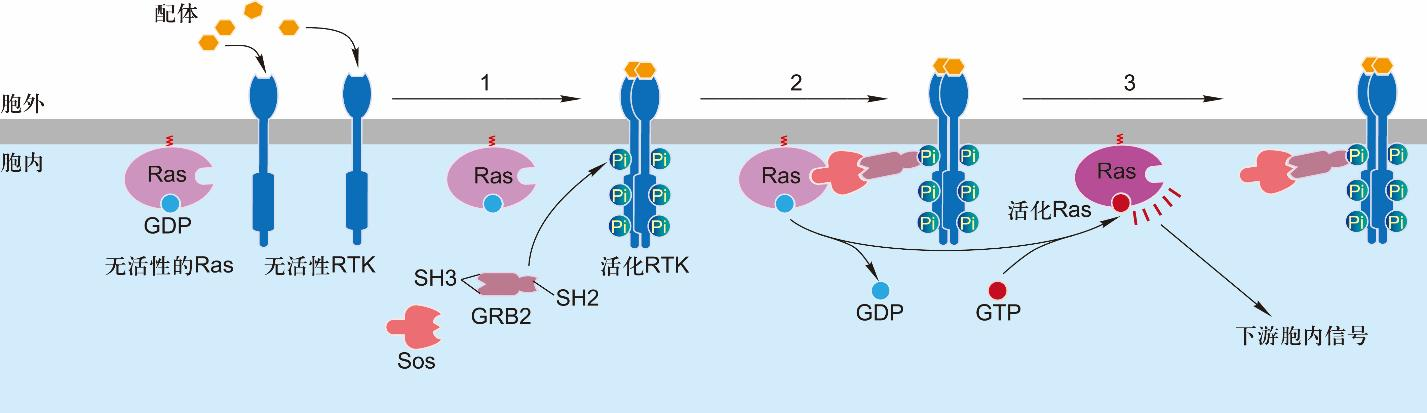 配体
胞外
胞内
Ras
GDP
无活性的Ras
无活性RTK
1
Ras
Pi
Pi
Pi
Pi
Pi
Pi
活化RTK
SH3
SH2
GRB2
Sos
2
Ras
Pi
Pi
Pi
Pi
Pi
Pi
GDP
GTP
3
Ras
活化Ras
下游胞内信号
Pi
Pi
Pi
Pi
Pi
Pi